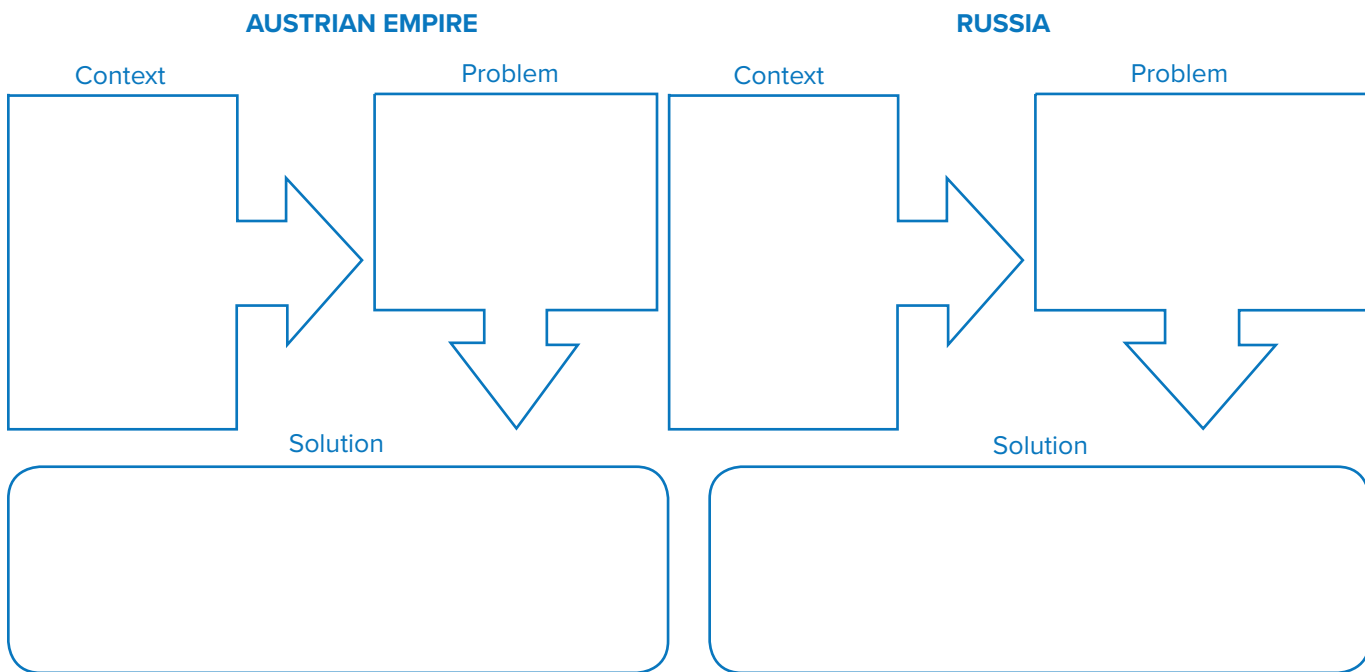 AUSTRIAN EMPIRE
Context
Problem
Solution
RUSSIA
Context
Problem
Solution